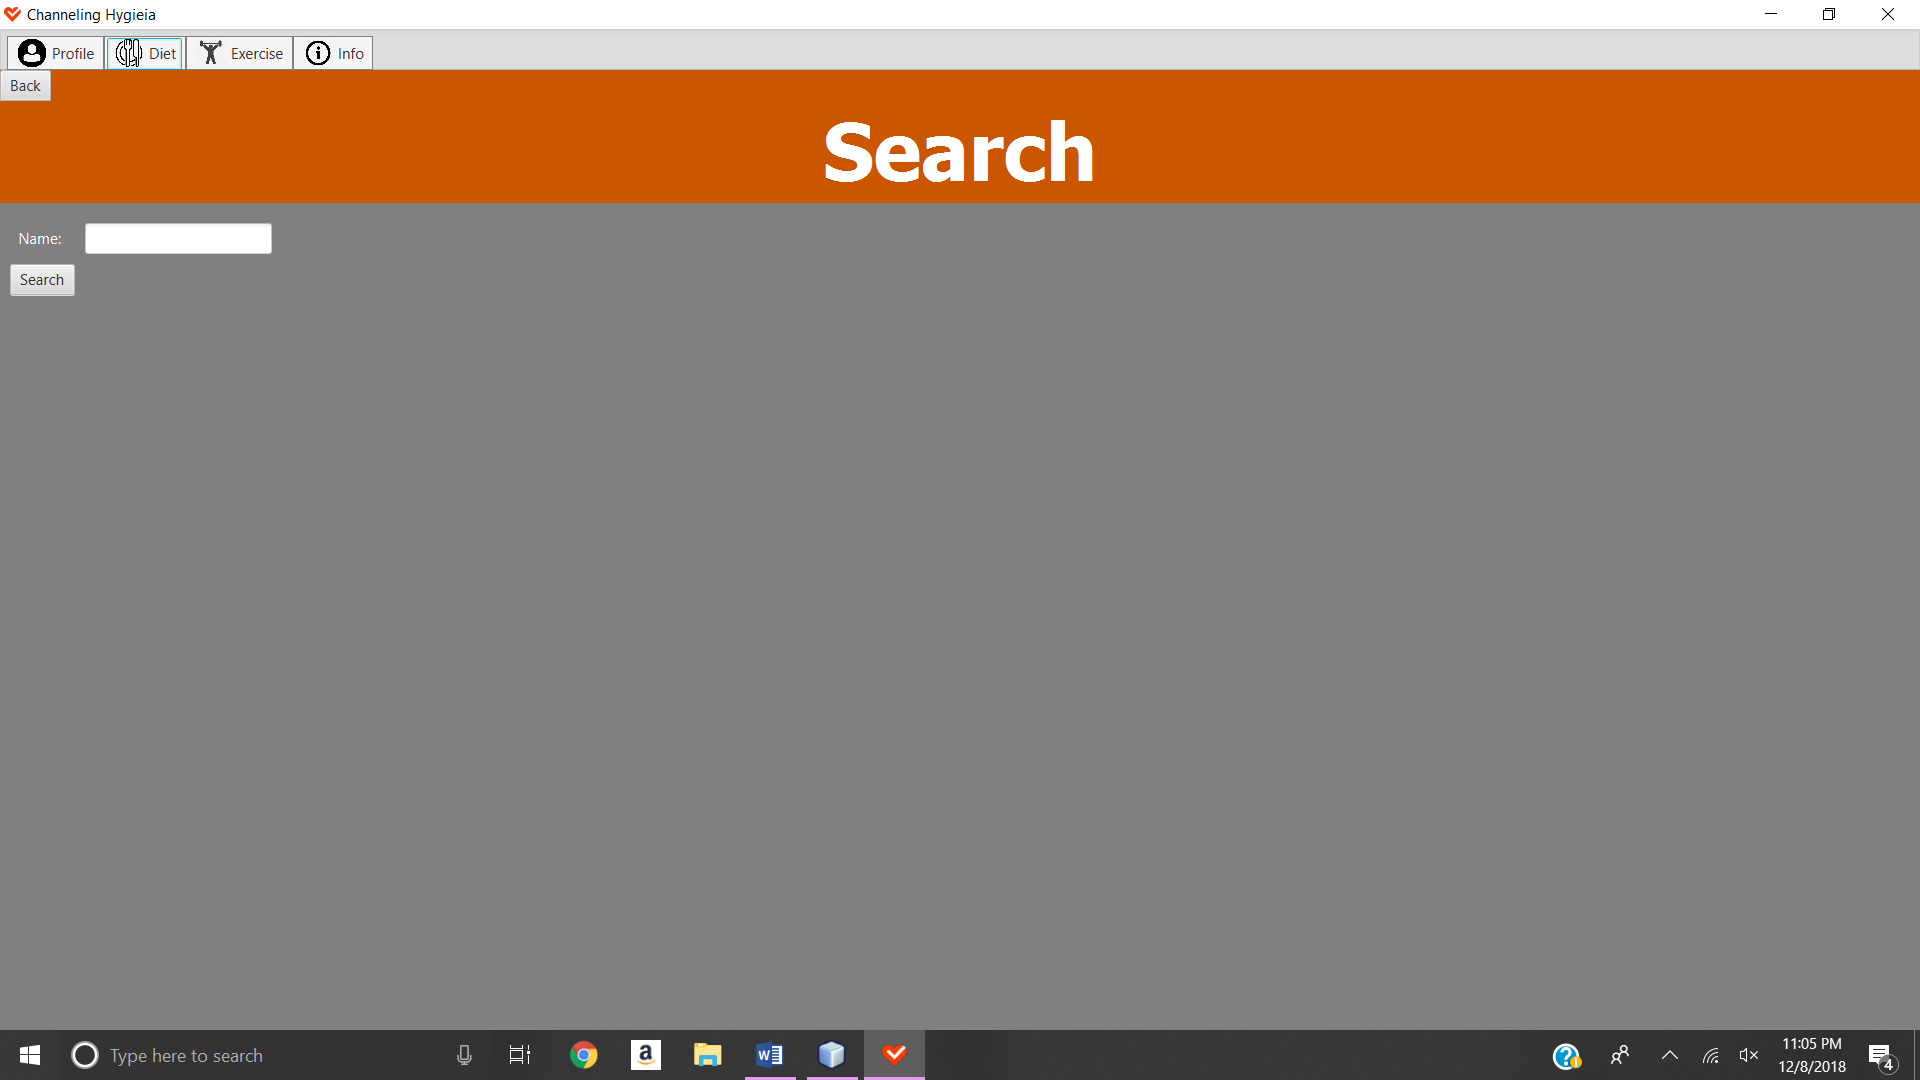 Channeling Hygieia
Profile Diet Exercise Info
Back
Search
Name:
Search
Type here to search
a
W
11:05 PM
12/8/2018
4